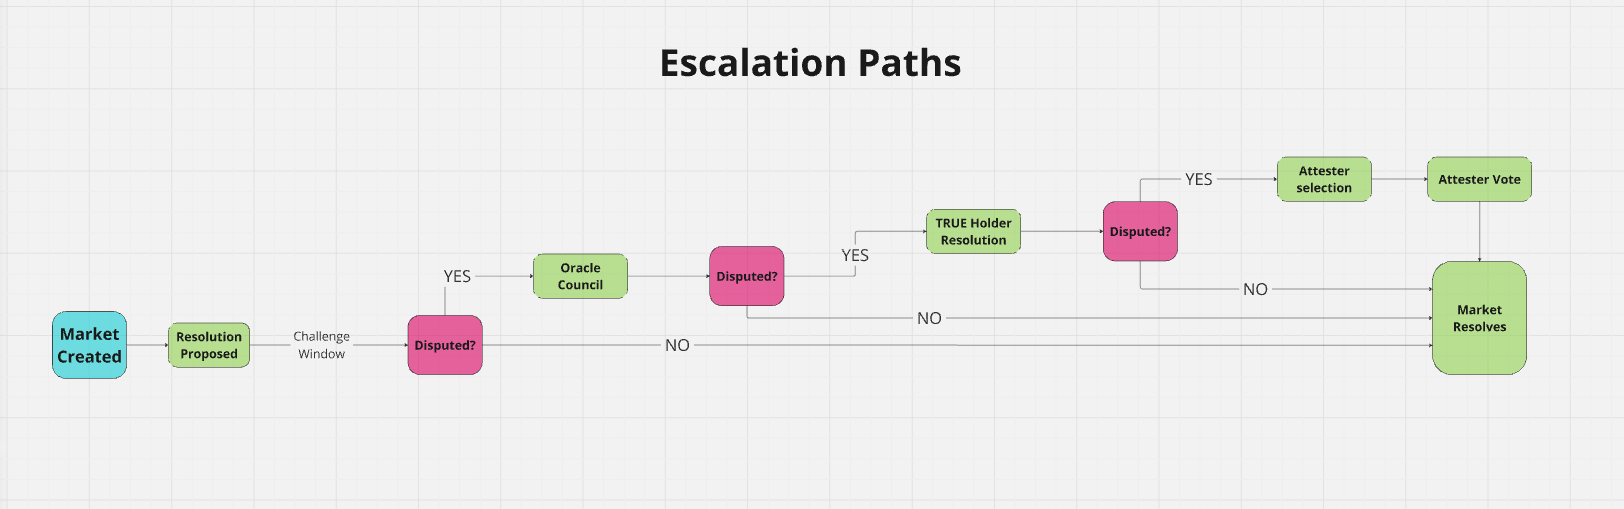 Escalation Paths
Market
Created
Resolution
Proposed
Challenge
Window
Disputed?
YES
NO
Oracle
Council
Disputed?
YES
NO
TRUE Holder
Resolution
Disputed?
YES
NO
Attester
selection
Attester Vote
Market
Resolves